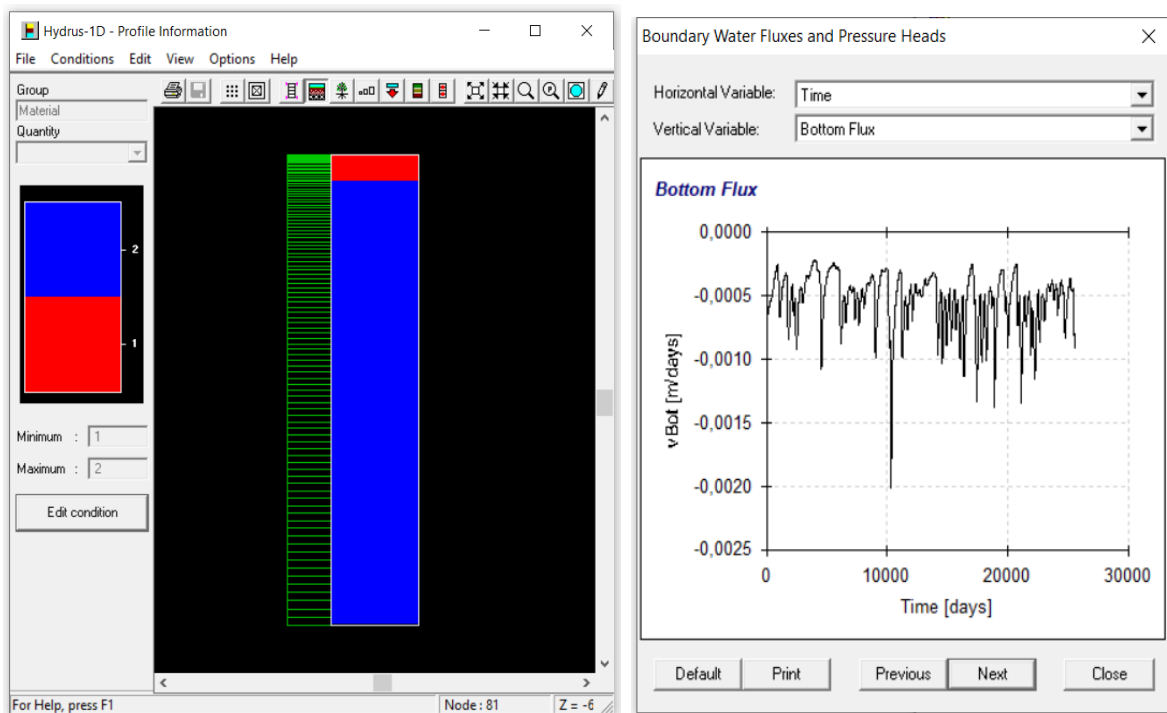 Hydrus-1D - Profile Information
File Conditions Edit View Options Help
Group
Material
Quantity
2
1
Minimum : 1
Maximum : 2
Edit condition
For Help, press F1
Node : 81
Z = -6
Boundary Water Fluxes and Pressure Heads
Horizontal Variable: Time
Vertical Variable: Bottom Flux
Bottom Flux
0,0000
-0,0005
-0,0010
-0,0015
-0,0020
-0,0025
vBot [m/days]
0 10000 20000 30000
Time [days]
Default Print Previous Next Close